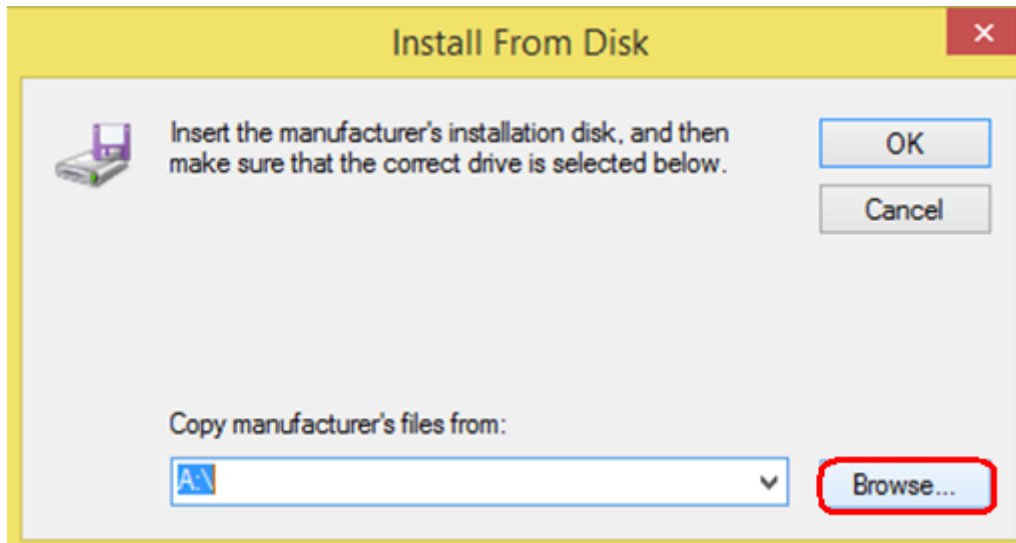 Install From Disk
Insert the manufacturer's installation disk, and then
make sure that the correct drive is selected below.
OK
Cancel
Copy manufacturer's files from:
A:\
Browse...